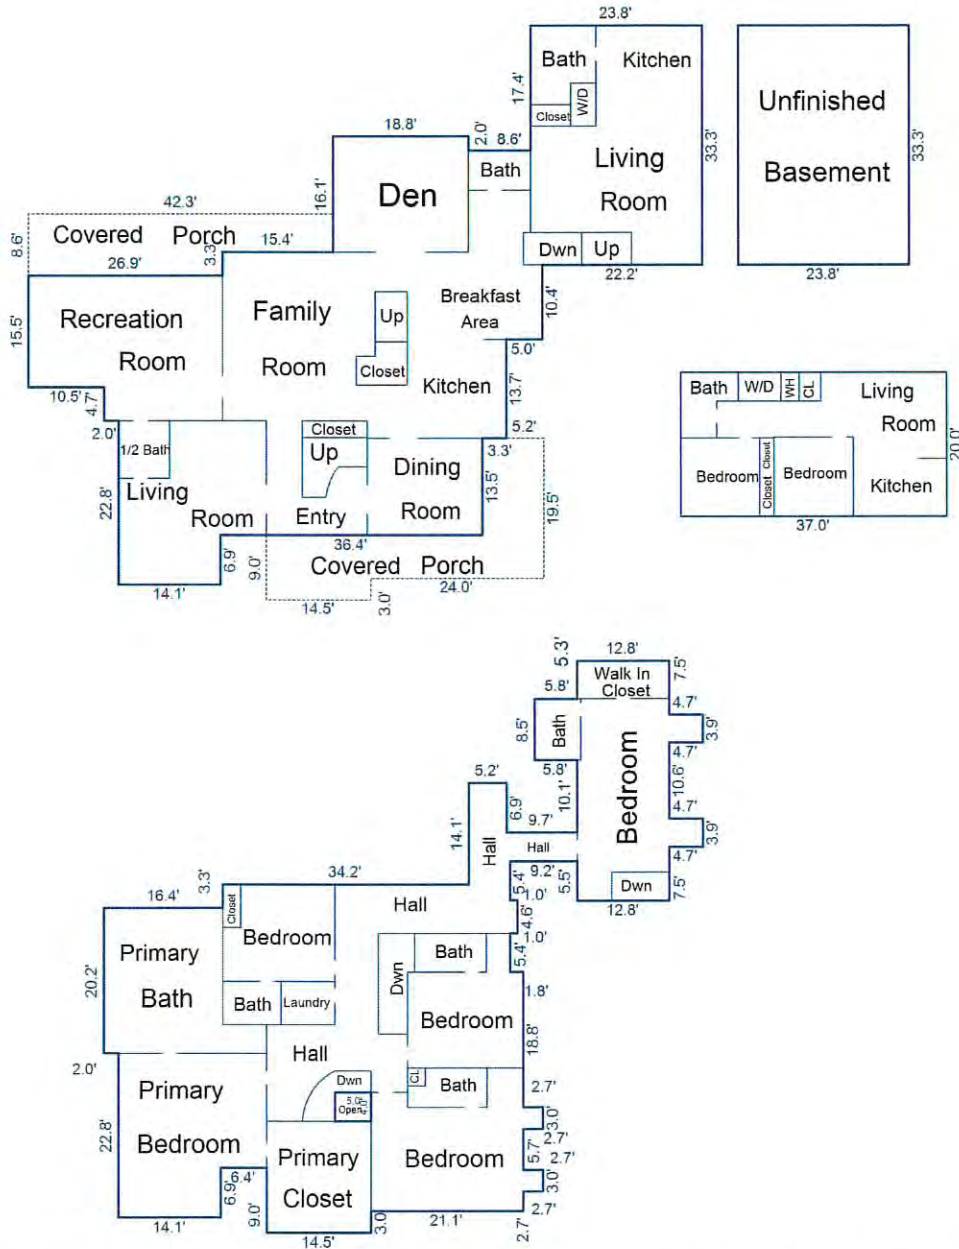 23.8'
Bath
Kitchen
17.4'
W/D
Closet
Unfinished
Basement
33.3'
33.3'
18.8'
2.0'
8.6'
Bath
Living
Room
Den
16.1'
42.3'
Covered Porch
15.4'
8.6'
3.3'
26.9'
Dwn
Up
22.2'
23.8'
Recreation
Room
Family
Room
Breakfast
Area
10.4'
15.5'
Up
Closet
Kitchen
5.0'
13.7'
10.5'
4.7'
2.0'
5.2'
3.3'
1/2 Bath
Closet
Up
Dining
Room
13.5'
19.5'
22.8'
Living
Room
Entry
36.4'
6.9'
9.0'
Covered Porch
24.0'
14.1'
14.5'
3.0'
Bath
W/D
WH
CL
Living
Room
20.0'
Bedroom
Closet
Closet
Bedroom
Kitchen
37.0'
5.3'
12.8'
7.5'
Walk In
Closet
5.8'
4.7'
8.5'
Bath
3.9'
4.7'
5.8'
10.1'
Bedroom
10.6'
5.2'
6.9'
9.7'
4.7'
14.1'
Hall
Hall
3.9'
9.2'
4.7'
5.4'
5.5'
Dwn
7.5'
1.0'
12.8'
34.2'
3.3'
16.4'
Closet
Hall
4.6'
1.0'
Bedroom
5.4'
Primary
Bath
20.2'
Dwn
Bath
1.8'
Bath
Laundry
Bedroom
18.8'
Hall
2.0'
Dwn
CL
Bath
2.7'
Primary
Bedroom
5.0'
4.0'
Open
3.0'
2.7'
22.8'
5.7'
2.7'
Primary
Closet
Bedroom
3.0'
6.4'
6.9'
9.0'
2.7'
14.1'
14.5'
3.0
21.1'
2.7'